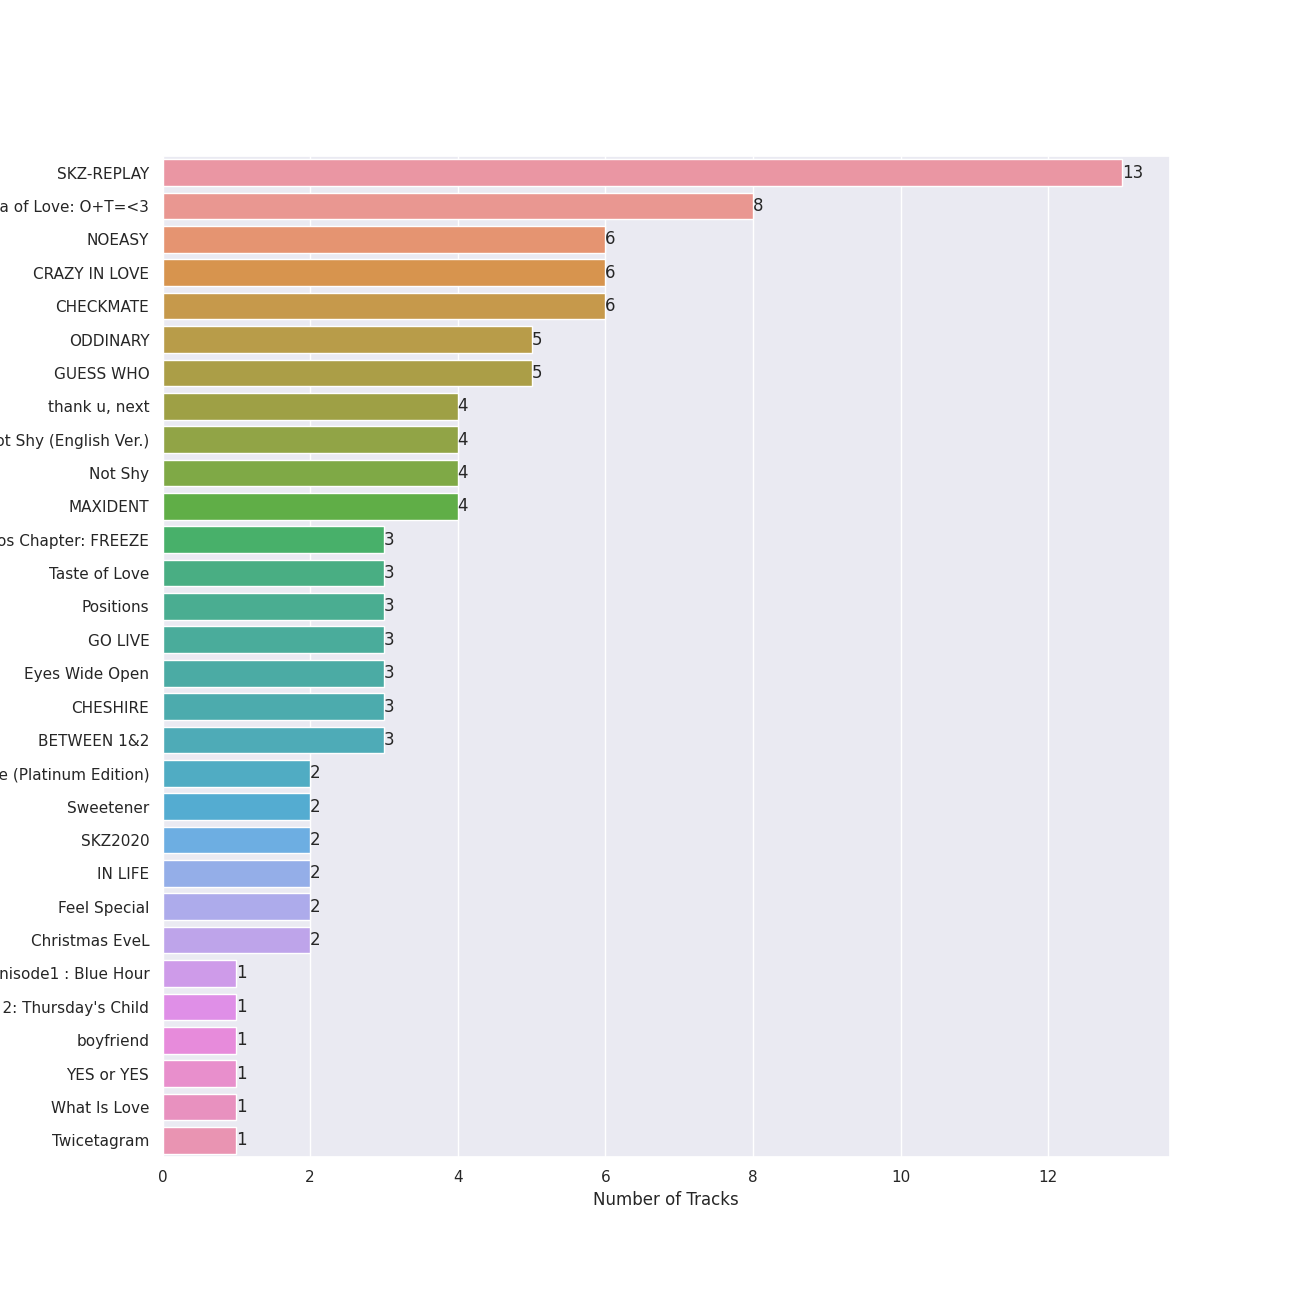 SKZ-REPLAY 13
a of Love: O+T=<3 8
NOEASY 6
CRAZY IN LOVE 6
CHECKMATE 6
ODDINARY 5
GUESS WHO 5
thank u, next 4
ot Shy (English Ver.) 4
Not Shy 4
MAXIDENT 4
os Chapter: FREEZE 3
Taste of Love 3
Positions 3
GO LIVE 3
Eyes Wide Open 3
CHESHIRE 3
BETWEEN 1&2 3
e (Platinum Edition) 2
Sweetener 2
SKZ2020 2
IN LIFE 2
Feel Special 2
Christmas EveL 2
nisode1 : Blue Hour 1
2: Thursday's Child 1
boyfriend 1
YES or YES 1
What Is Love 1
Twicetagram 1
0 2 4 6 8 10 12
Number of Tracks